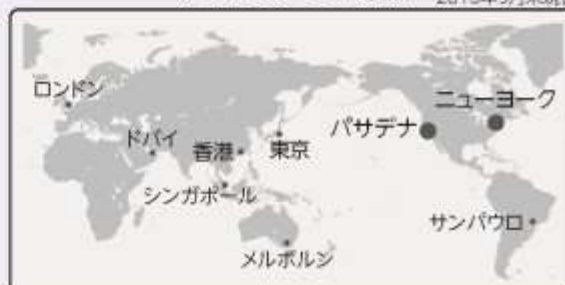 ロンドン
ニューヨーク
パサデナ
ドバイ
香港
東京
シンガポール
サンパウロ
メルボルン